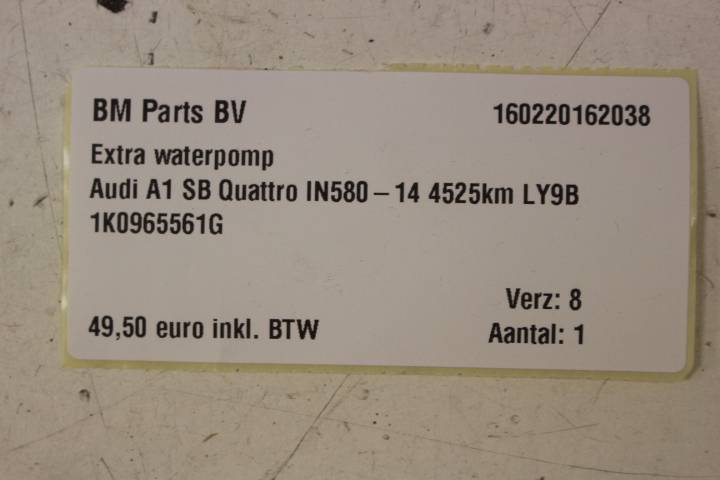 BM Parts BV 160220162038
Extra waterpomp
Audi A1 SB Quattro IN580 – 14 4525km LY9B
1K0965561G
Verz: 8
49,50 euro inkl. BTW Aantal: 1